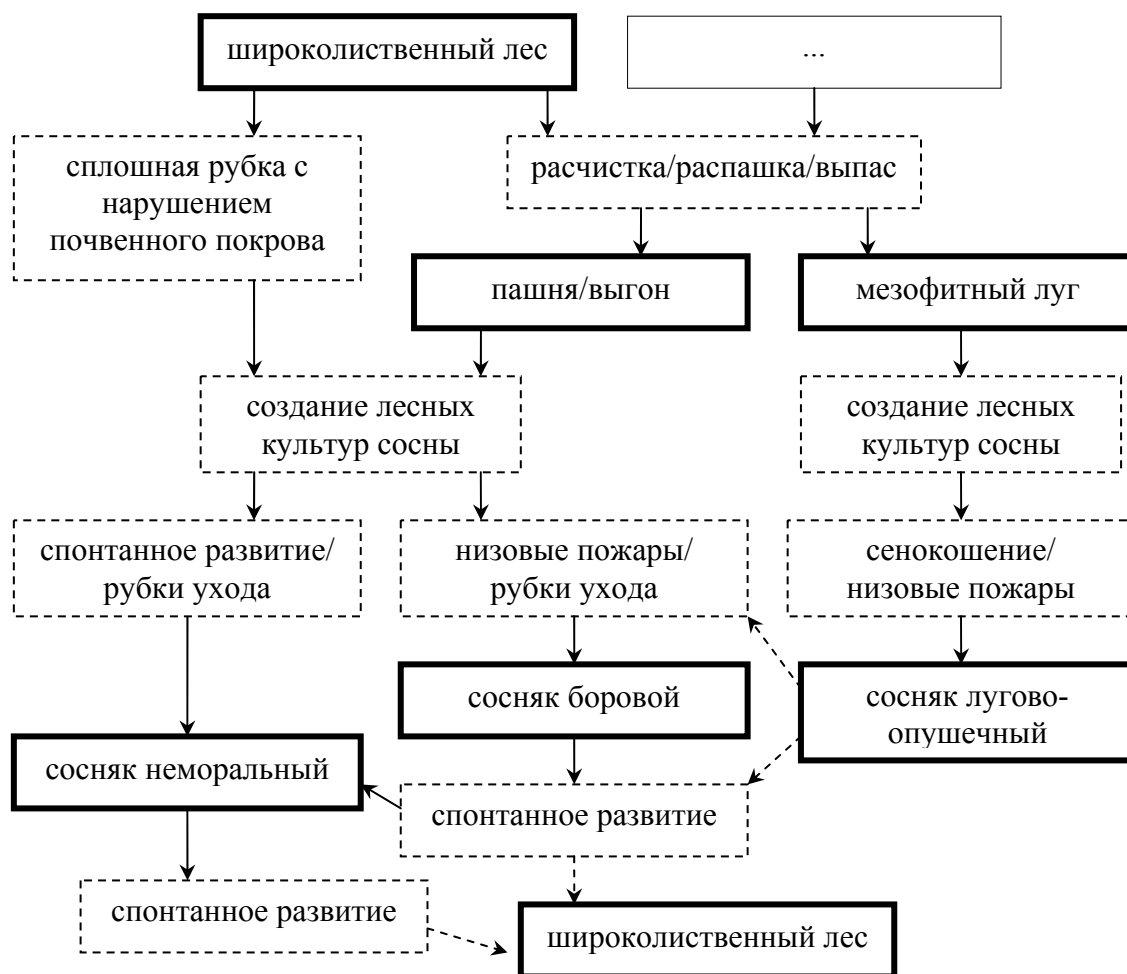 широколиственный лес
...
сплошная рубка с
нарушением
почвенного покрова
расчистка/распашка/выпас
пашня/выгон
мезофитный луг
создание лесных
культур сосны
создание лесных
культур сосны
спонтанное развитие/
рубки ухода
низовые пожары/
рубки ухода
сенокошение/
низовые пожары
сосняк боровой
сосняк лугово-
опушечный
сосняк неморальный
спонтанное развитие
спонтанное развитие
широколиственный лес